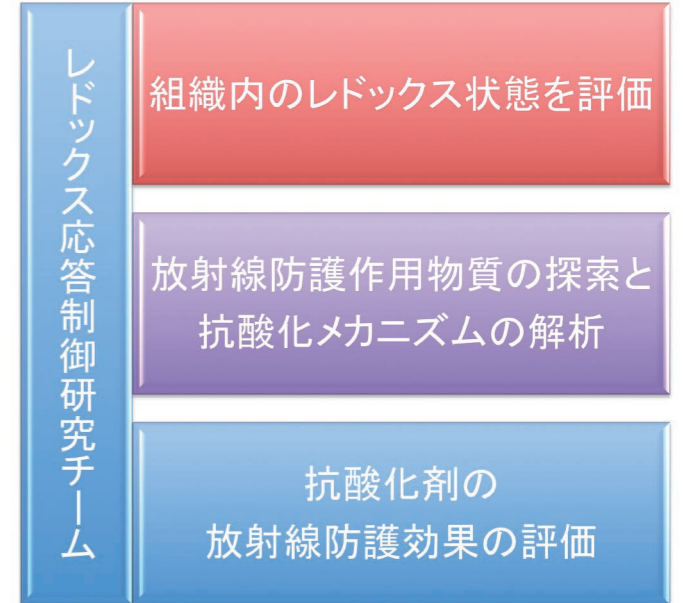 レドックス応答制御研究チーム
組織内のレドックス状態を評価
放射線防護作用物質の探索と
抗酸化メカニズムの解析
抗酸化剤の
放射線防護効果の評価